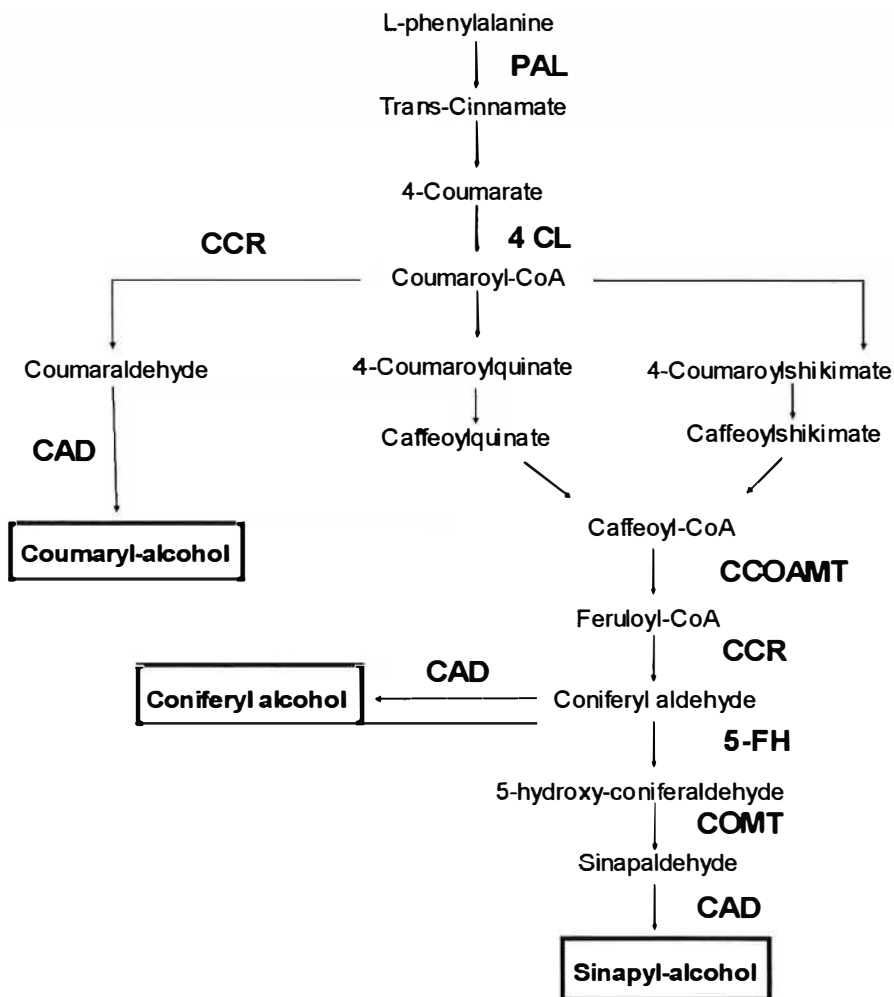 L-phenylalanine
PAL
Trans-Cinnamate
4-Coumarate
CCR
4 CL
Coumaroyl-CoA
Coumaraldehyde
4-Coumaroylquinate
4-Coumaroylshikimate
CAD
Caffeoylquinate
Caffeoylshikimate
Coumaryl-alcohol
Caffeoyl-CoA
CCOAMT
Feruloyl-CoA
CCR
CAD
Coniferyl alcohol
Coniferyl aldehyde
5-FH
5-hydroxy-coniferaldehyde
COMT
Sinapaldehyde
CAD
Sinapyl-alcohol